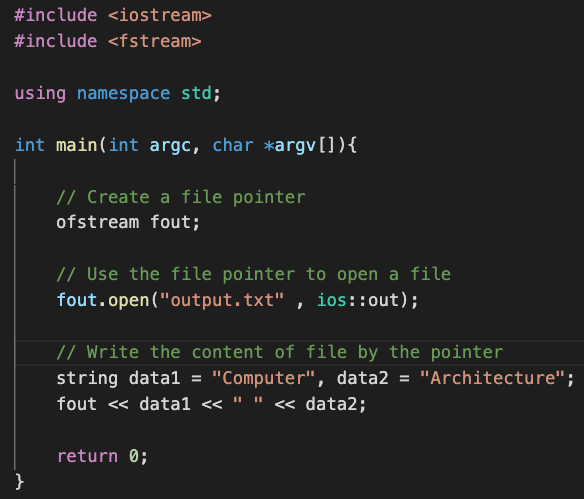 #include <iostream>
#include <fstream>
using namespace std;
int main(int argc, char *argv[]){
// Create a file pointer
ofstream fout;
// Use the file pointer to open a file
fout.open("output.txt" , ios::out);
// Write the content of file by the pointer
string data1 = "Computer", data2 = "Architecture";
fout << data1 << " " << data2;
return 0;
}